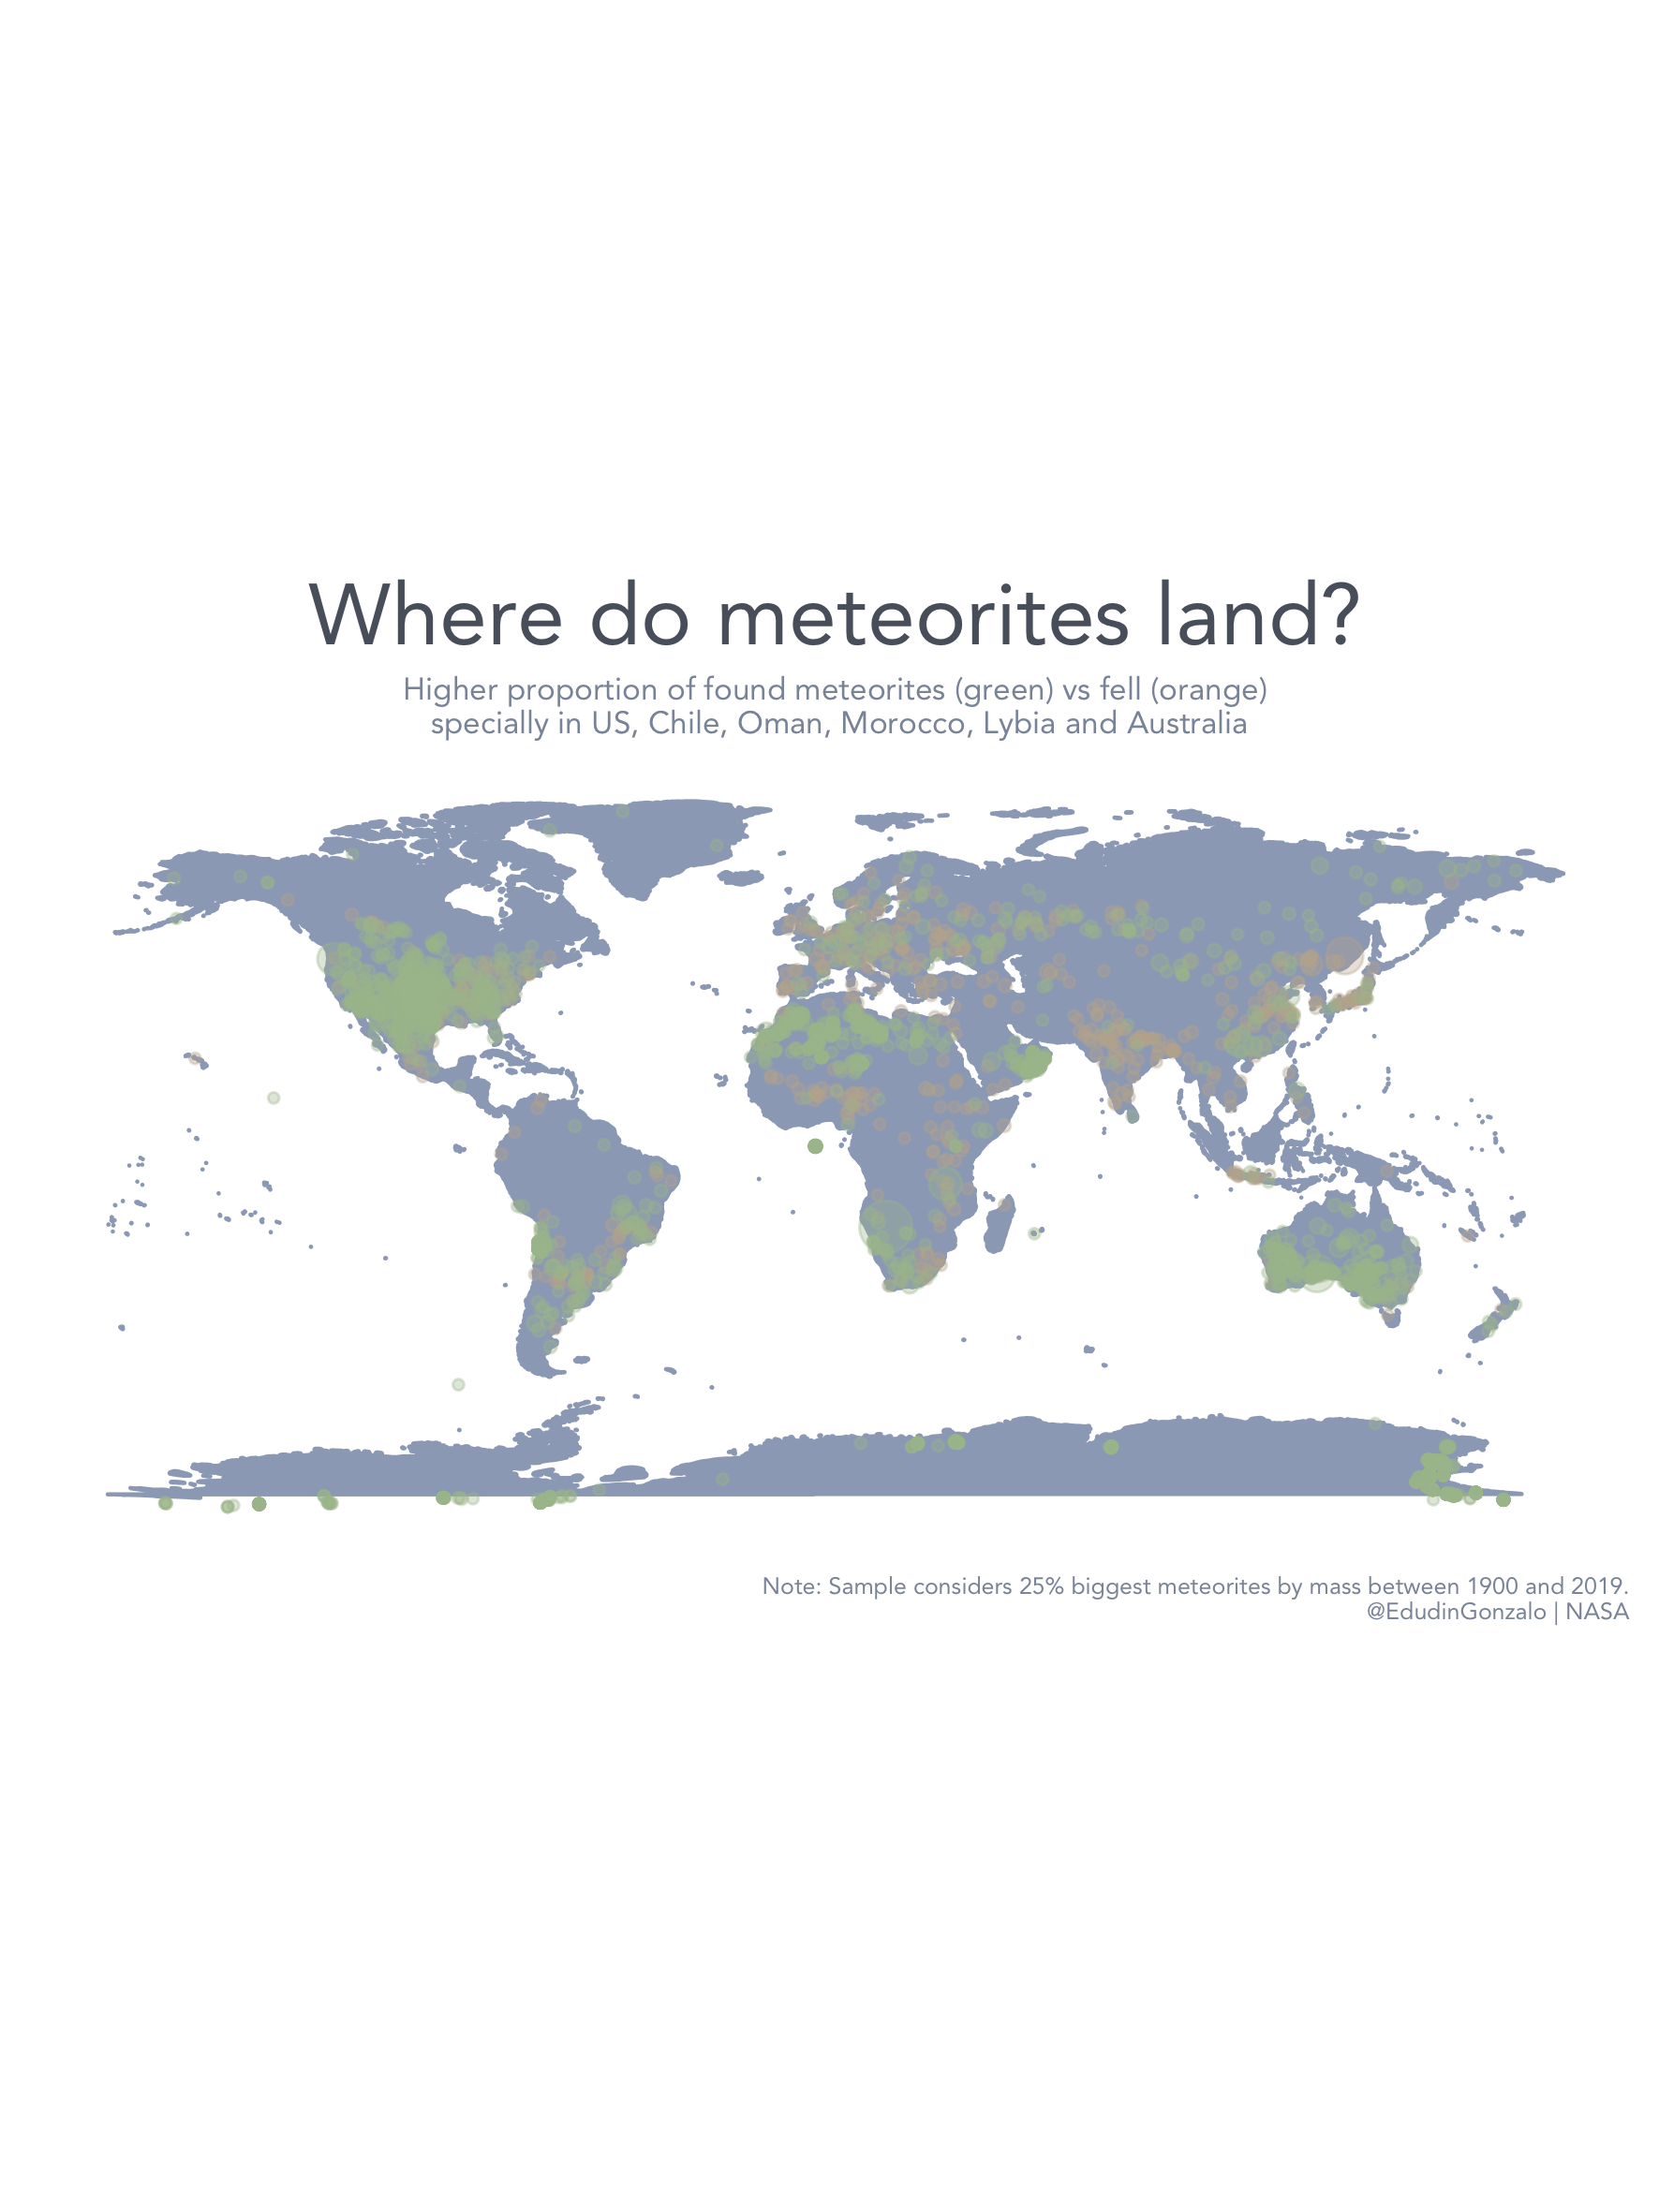 Where do meteorites land?
Higher proportion of found meteorites (green) vs fell (orange)
specially in US, Chile, Oman, Morocco, Lybia and Australia
Note: Sample considers 25% biggest meteorites by mass between 1900 and 2019.
@EdudinGonzalo | NASA